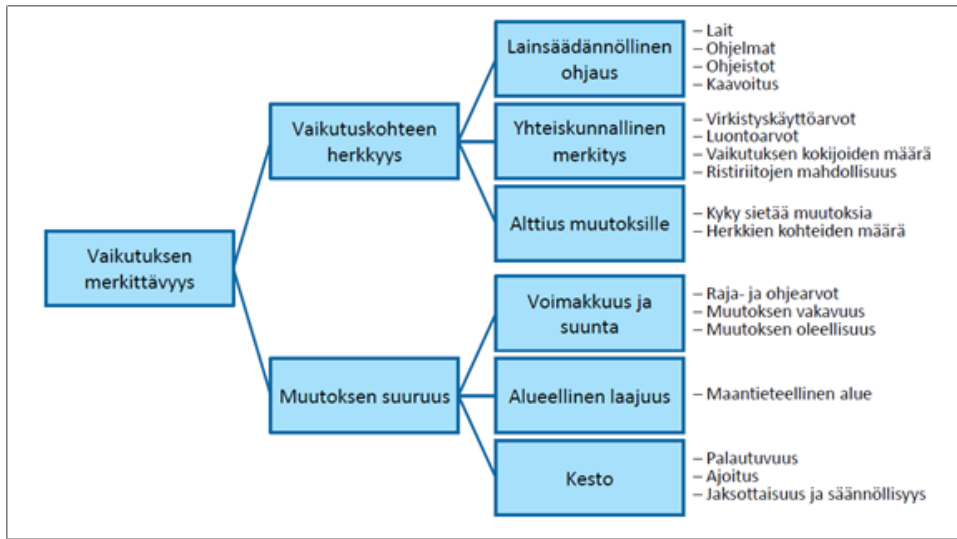 Vaikutuksen
merkittävyys
Vaikutuskohteen
herkkyys
Lainsäädännöllinen
ohjaus
– Lait
– Ohjelmat
– Ohjeistot
– Kaavoitus
Yhteiskunnallinen
merkitys
– Virkistyskäyttöarvot
– Luontoarvot
– Vaikutuksen kokijoiden määrä
– Ristiriitojen mahdollisuus
Alttius muutoksille
– Kyky sietää muutoksia
– Herkkien kohteiden määrä
Muutoksen suuruus
Voimakkuus ja
suunta
– Raja- ja ohjearvot
– Muutoksen vakavuus
– Muutoksen oleellisuus
Alueellinen laajuus
– Maantieteellinen alue
Kesto
– Palautuvuus
– Ajoitus
– Jaksottaisuus ja säännöllisyys